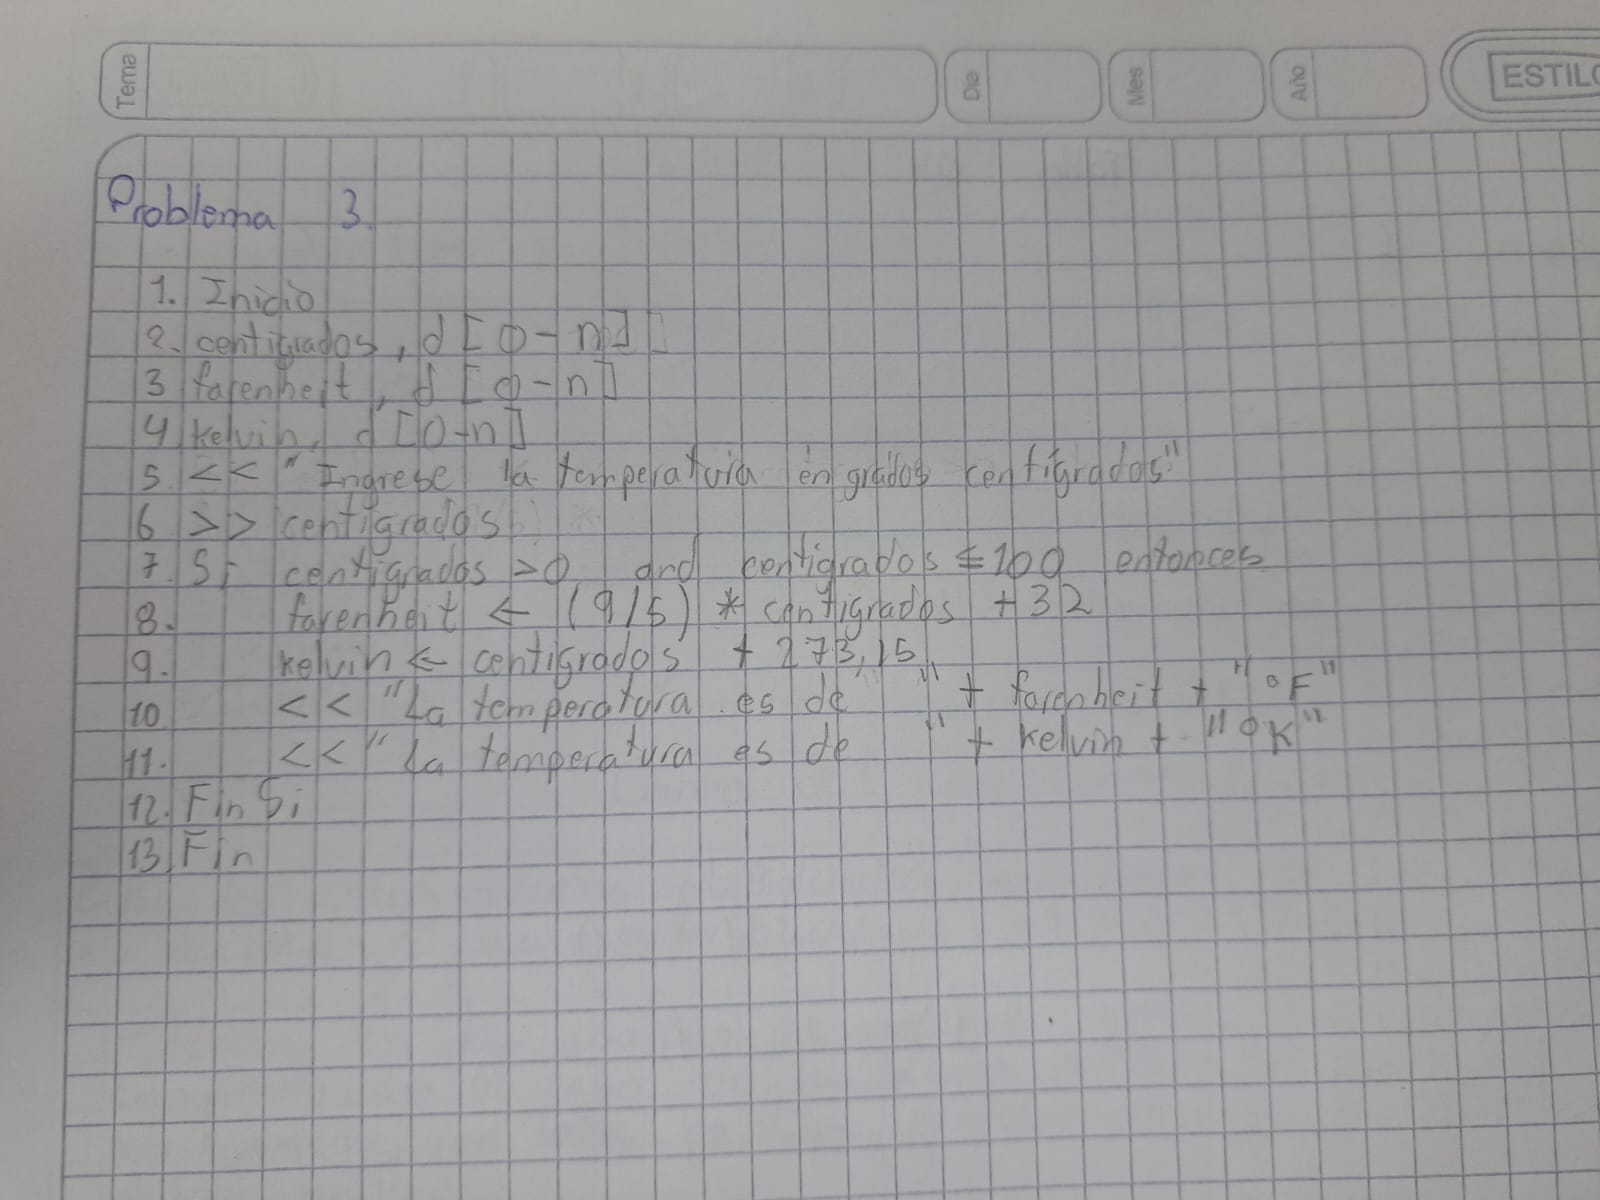 Tema
Día
Mes
Año
ESTILO
Problema 3.
1. Inicio
2. centigrados, d [0-n]
3 farenheit, d [0-n]
4 kelvin, d [0-n]
5. << "Ingrese la temperatura en grados centigrados"
6 >> centigrados
7. Si centigrados >0 and centigrados ≤100 entonces
8. farenheit ← (9/5) * centigrados +32
9. kelvin ← centigrados + 273,15
10 << "La temperatura es de " + farenheit + "°F"
11. << "La temperatura es de " + kelvin + "°K"
12. Fin Si
13. Fin